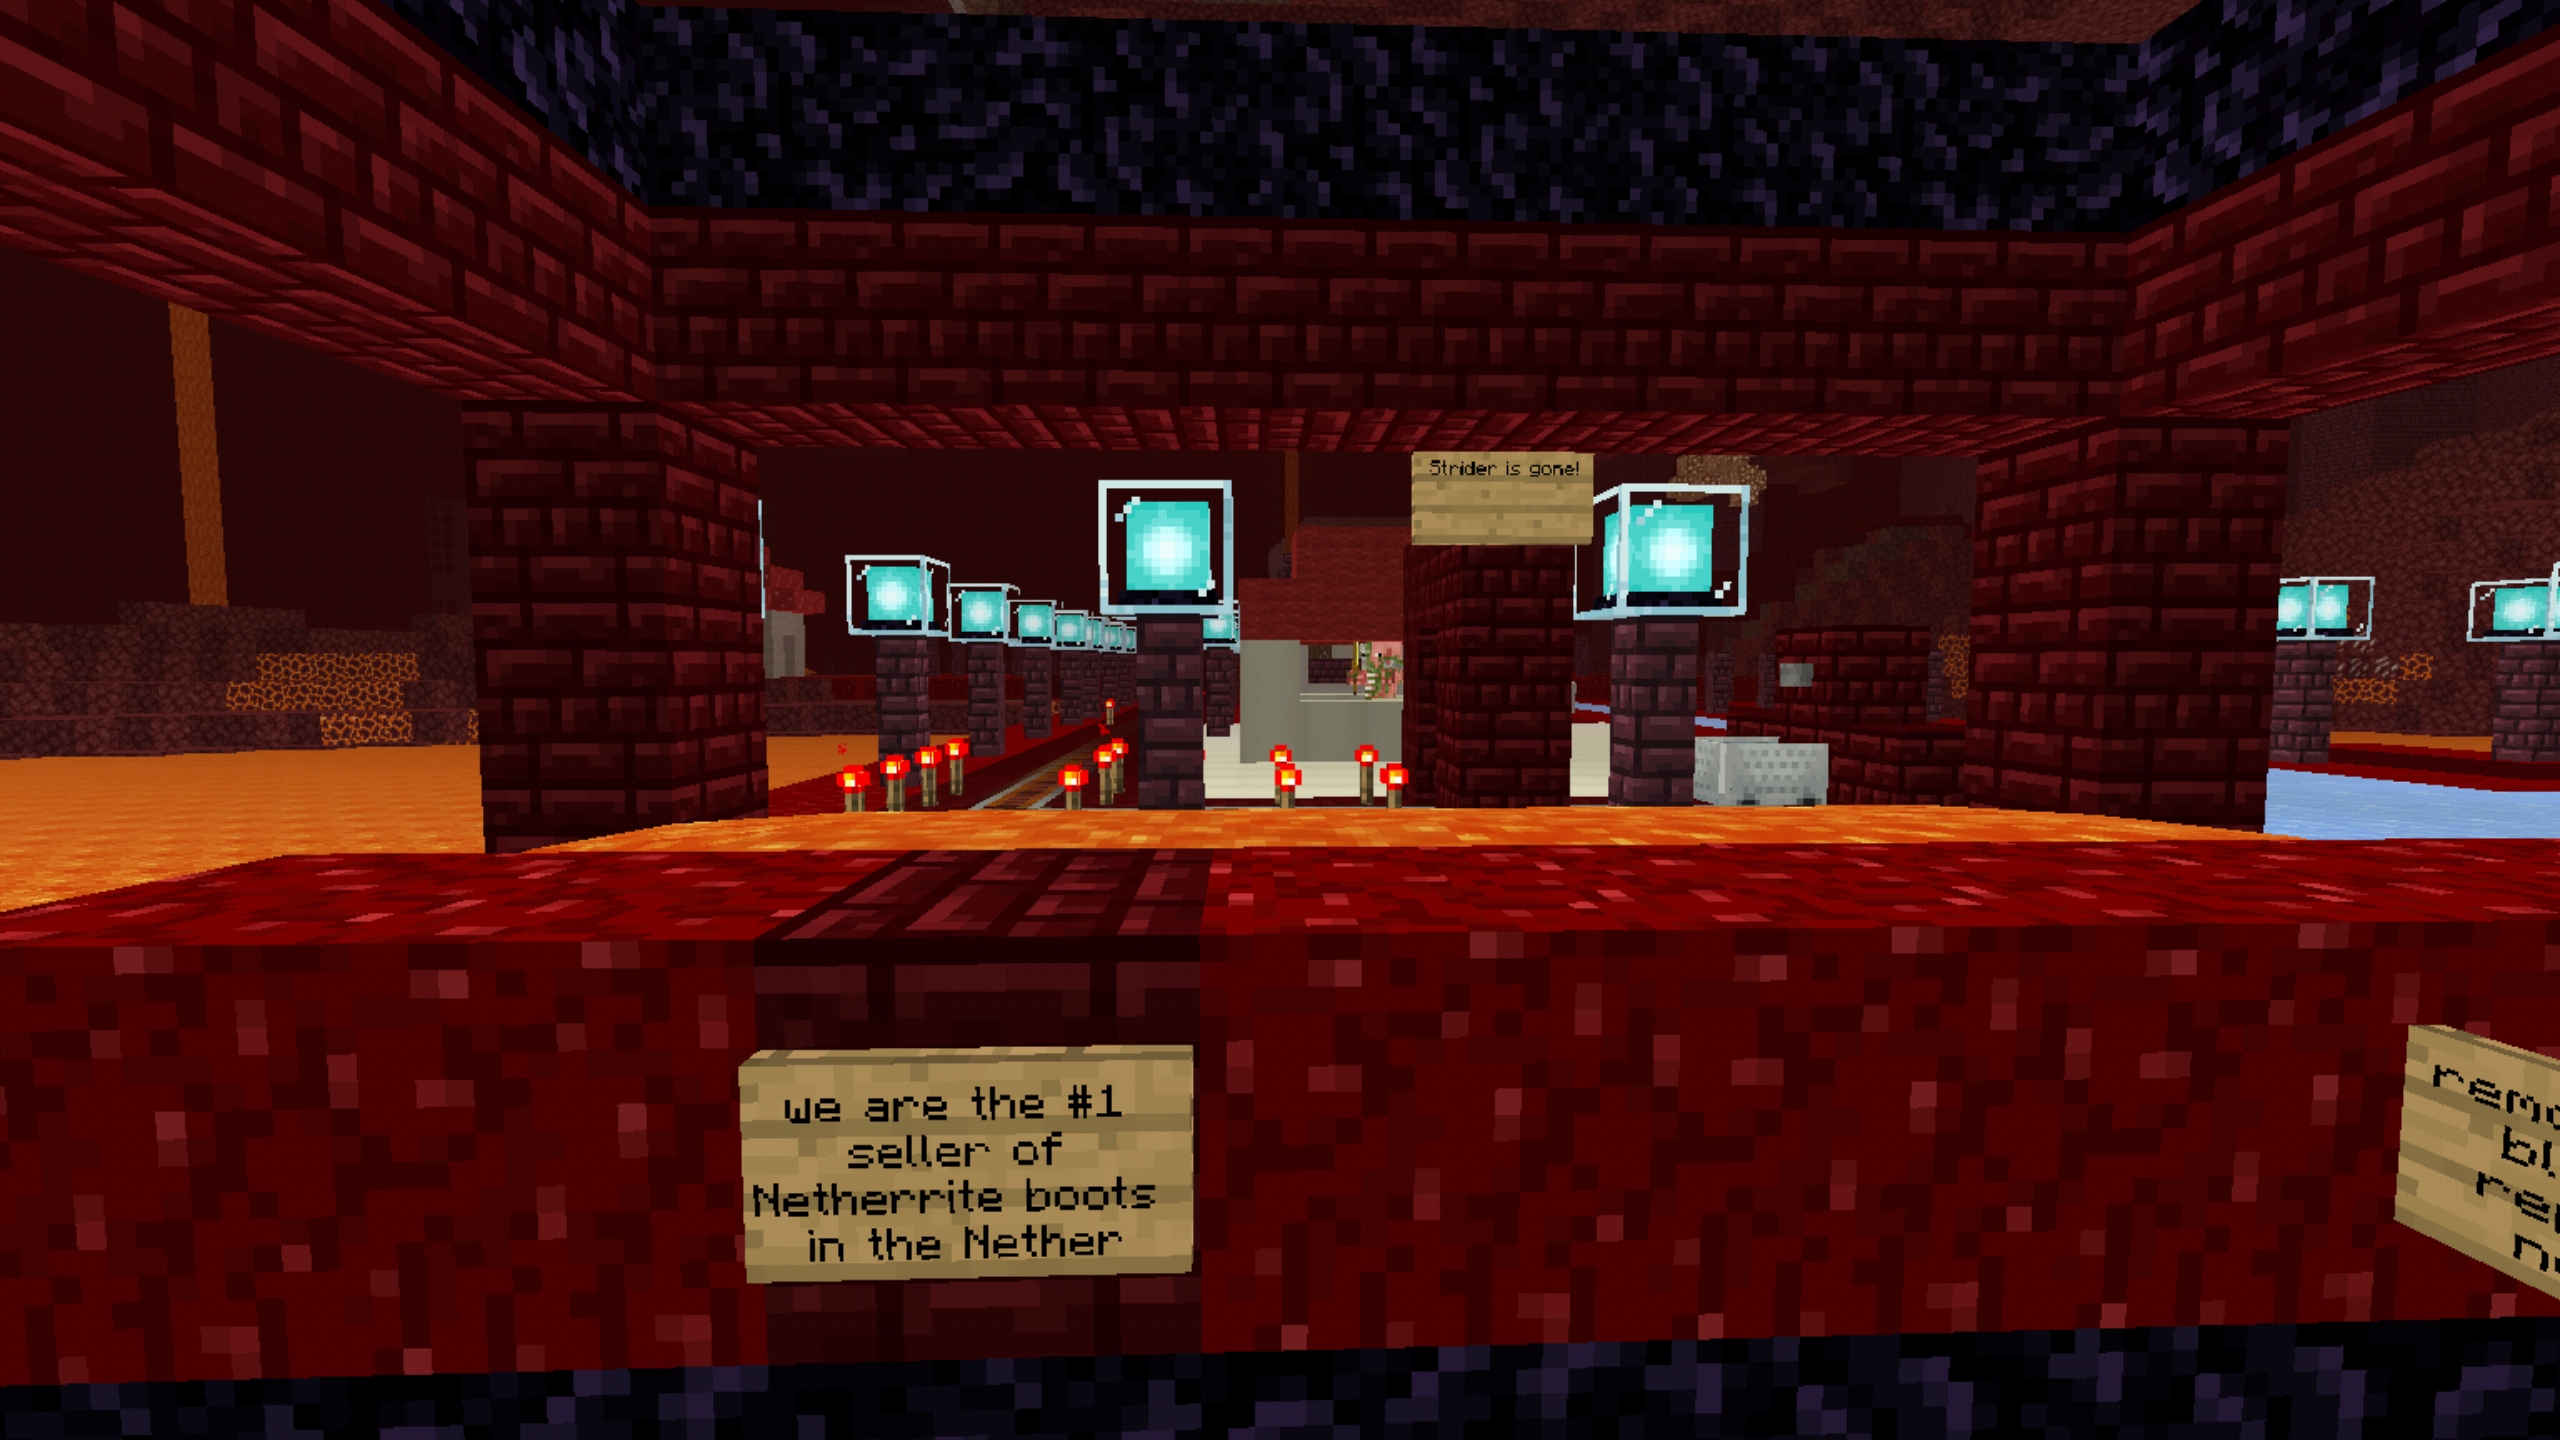 Strider is gone!
we are the #1
seller of
Netherrite boots
in the Nether